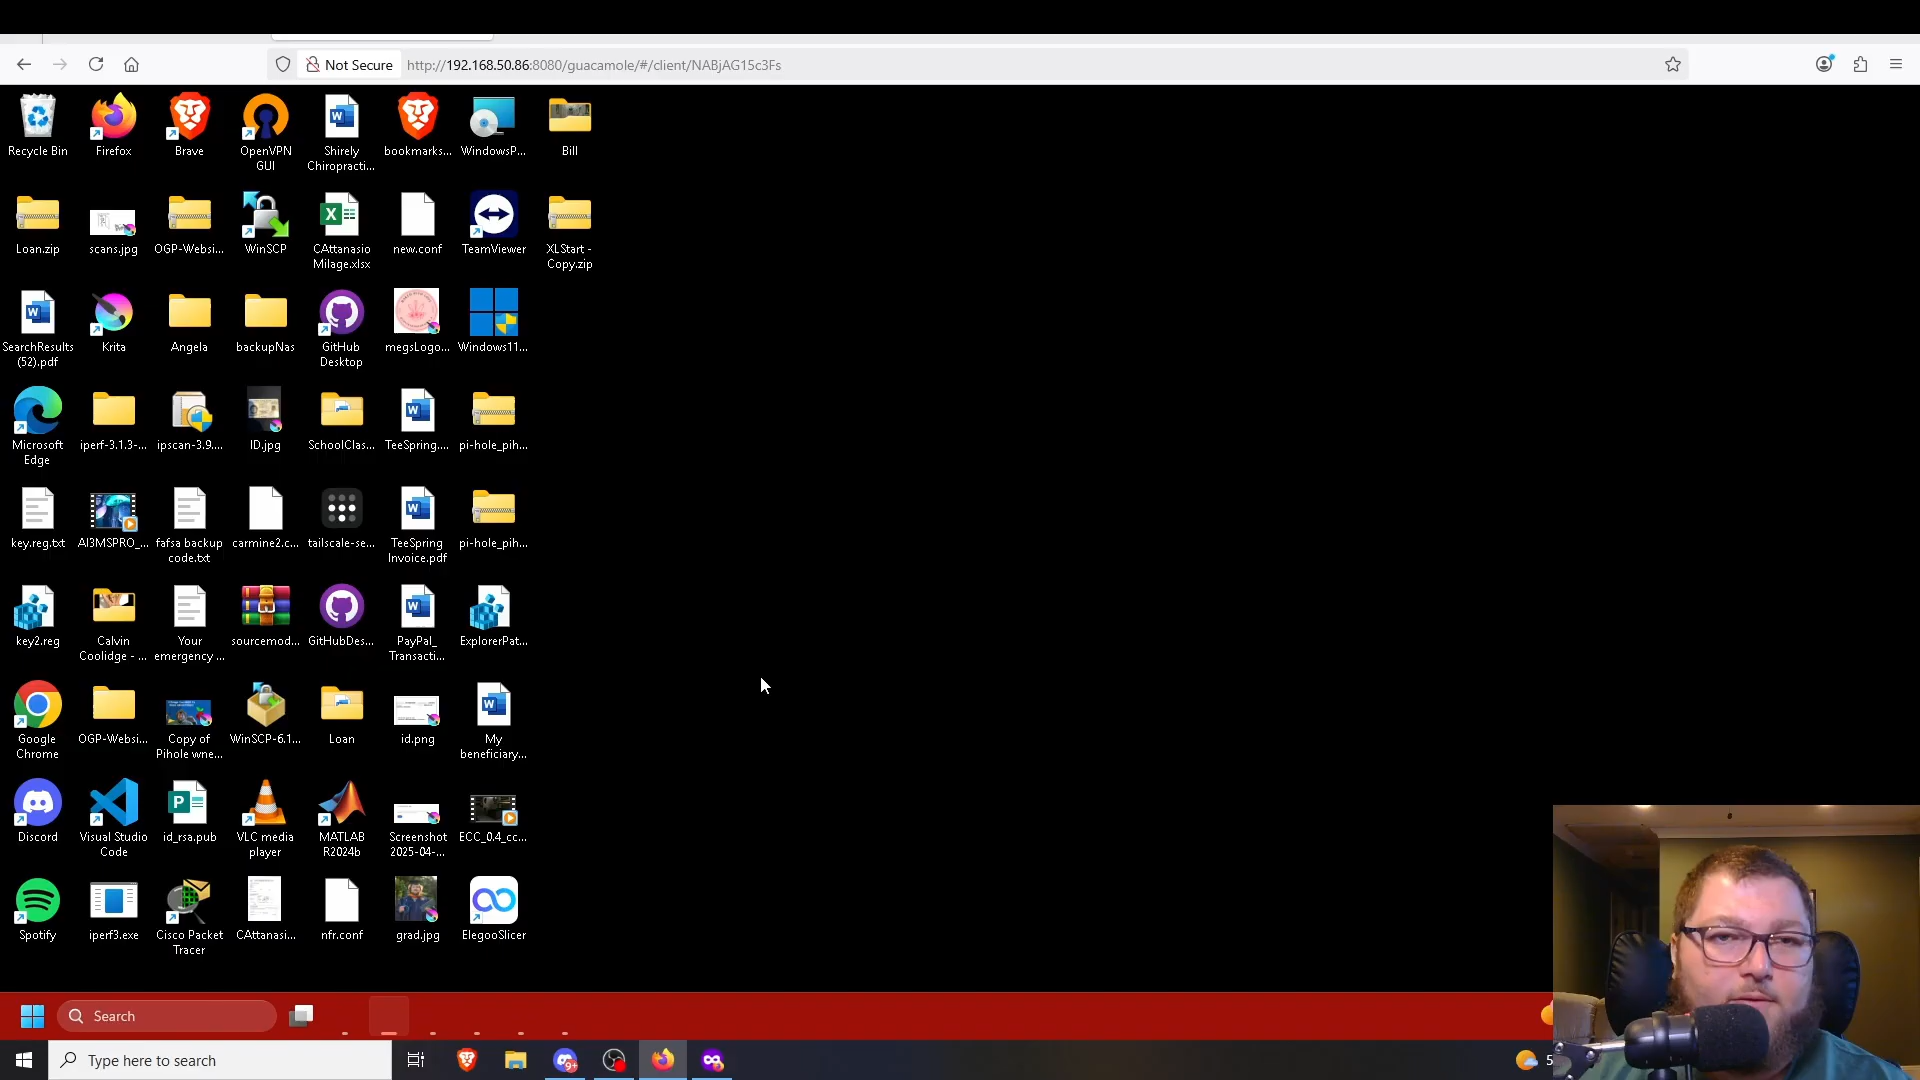 Not Secure
http://192.168.50.86:8080/guacamole/#/client/NABjAG15c3Fs
Recycle Bin
Firefox
Brave
OpenVPN
GUI
Shirely
Chiropracti...
bookmarks...
WindowsP...
Bill
Loan.zip
scans.jpg
OGP-Websi...
WinSCP
CAttanasio
Milage.xlsx
new.conf
TeamViewer
XLStart -
Copy.zip
SearchResults
(52).pdf
Krita
Angela
backupNas
GitHub
Desktop
megsLogo...
Windows11...
Microsoft
Edge
iperf-3.1.3-...
ipscan-3.9....
ID.jpg
SchoolClas...
TeeSpring....
pi-hole_pih...
key.reg.txt
AI3MSPRO_...
fafsa backup
code.txt
carmine2.c...
tailscale-se...
TeeSpring
Invoice.pdf
pi-hole_pih...
key2.reg
Calvin
Coolidge - ...
Your
emergency ...
sourcemod...
GitHubDes...
PayPal_
Transacti...
ExplorerPat...
Google
Chrome
OGP-Websi...
Copy of
Pihole wne...
WinSCP-6.1...
Loan
id.png
My
beneficiary...
Discord
Visual Studio
Code
id_rsa.pub
VLC media
player
MATLAB
R2024b
Screenshot
2025-04-...
ECC_0.4_cc...
Spotify
iperf3.exe
Cisco Packet
Tracer
CAttanasi...
nfr.conf
grad.jpg
ElegooSlicer
Search
Type here to search
9+
5